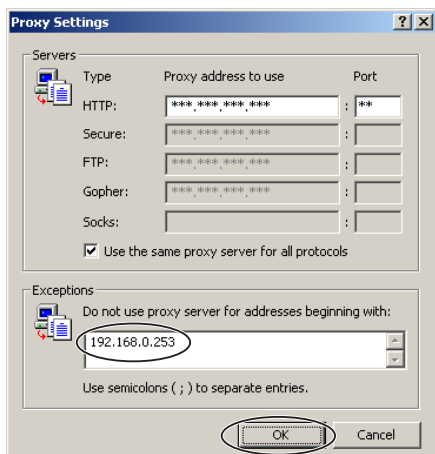 Proxy Settings
Servers
Type Proxy address to use Port
HTTP: ***.***.***.*** : **
Secure: ***.***.***.*** :
FTP: ***.***.***.*** :
Gopher: ***.***.***.*** :
Socks: :
Use the same proxy server for all protocols
Exceptions
Do not use proxy server for addresses beginning with:
192.168.0.253
Use semicolons ( ; ) to separate entries.
OK Cancel